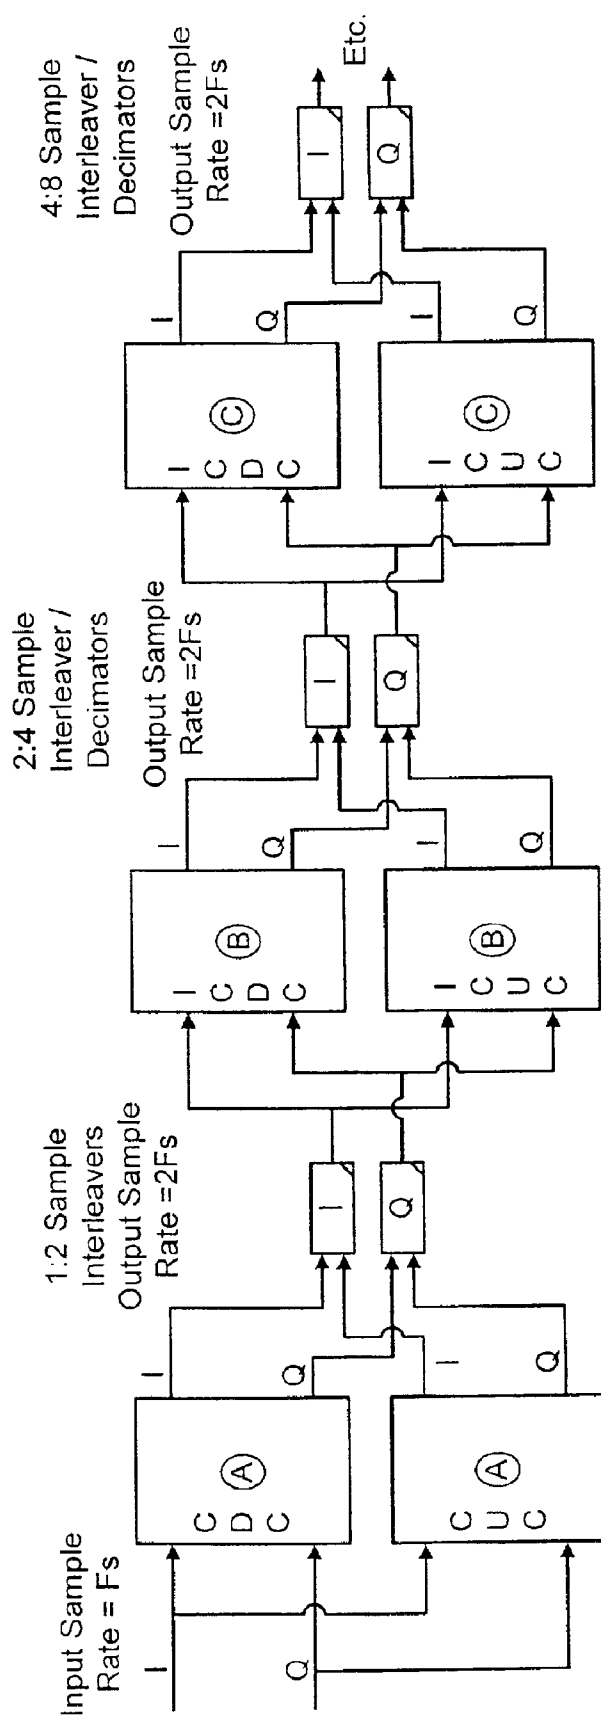 Input Sample
Rate = Fs
I
Q
C
D
C
A
C
U
C
A
I
Q
I
Q
1:2 Sample
Interleavers
Output Sample
Rate =2Fs
I
Q
I
C
D
C
B
I
C
U
C
B
I
Q
I
Q
2:4 Sample
Interleaver /
Decimators
Output Sample
Rate =2Fs
I
Q
I
C
D
C
C
I
C
U
C
C
I
Q
I
Q
4:8 Sample
Interleaver /
Decimators
Output Sample
Rate =2Fs
I
Q
Etc.